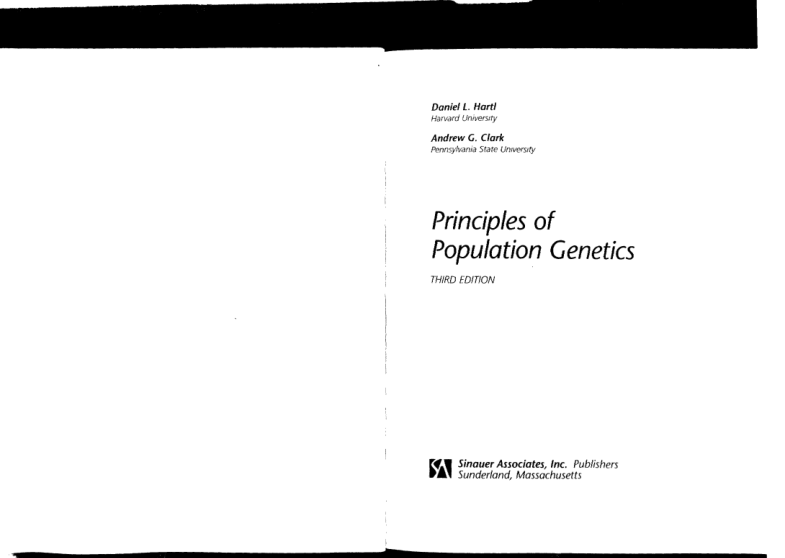 Daniel L. Hartl
Harvard University
Andrew G. Clark
Pennsylvania State University
Principles of
Population Genetics
THIRD EDITION
SA Sinauer Associates, Inc. Publishers
Sunderland, Massachusetts